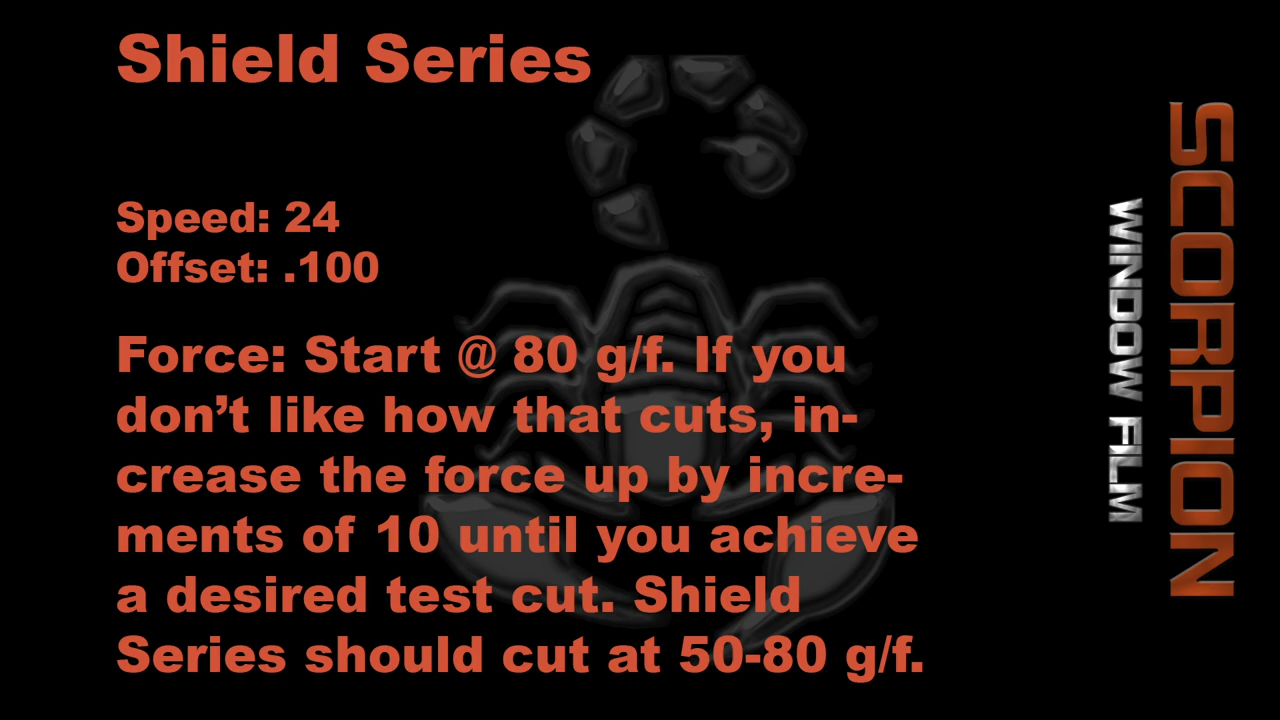 Shield Series
Speed: 24
Offset: .100
Force: Start @ 80 g/f. If you
don’t like how that cuts, in-
crease the force up by incre-
ments of 10 until you achieve
a desired test cut. Shield
Series should cut at 50-80 g/f.
SCORPION
WINDOW FILM